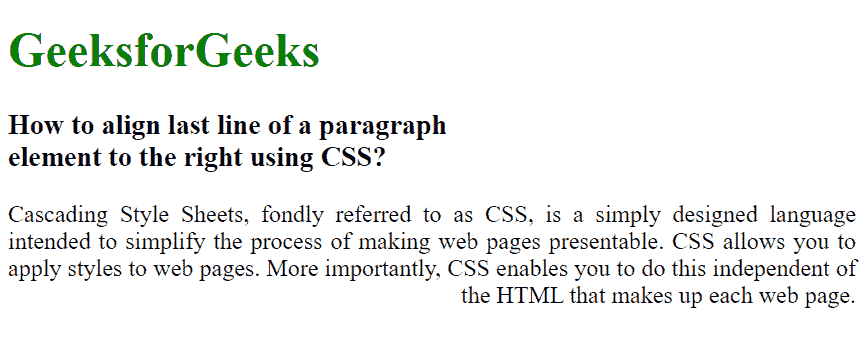 GeeksforGeeks
How to align last line of a paragraph
element to the right using CSS?
Cascading Style Sheets, fondly referred to as CSS, is a simply designed language
intended to simplify the process of making web pages presentable. CSS allows you to
apply styles to web pages. More importantly, CSS enables you to do this independent of
the HTML that makes up each web page.